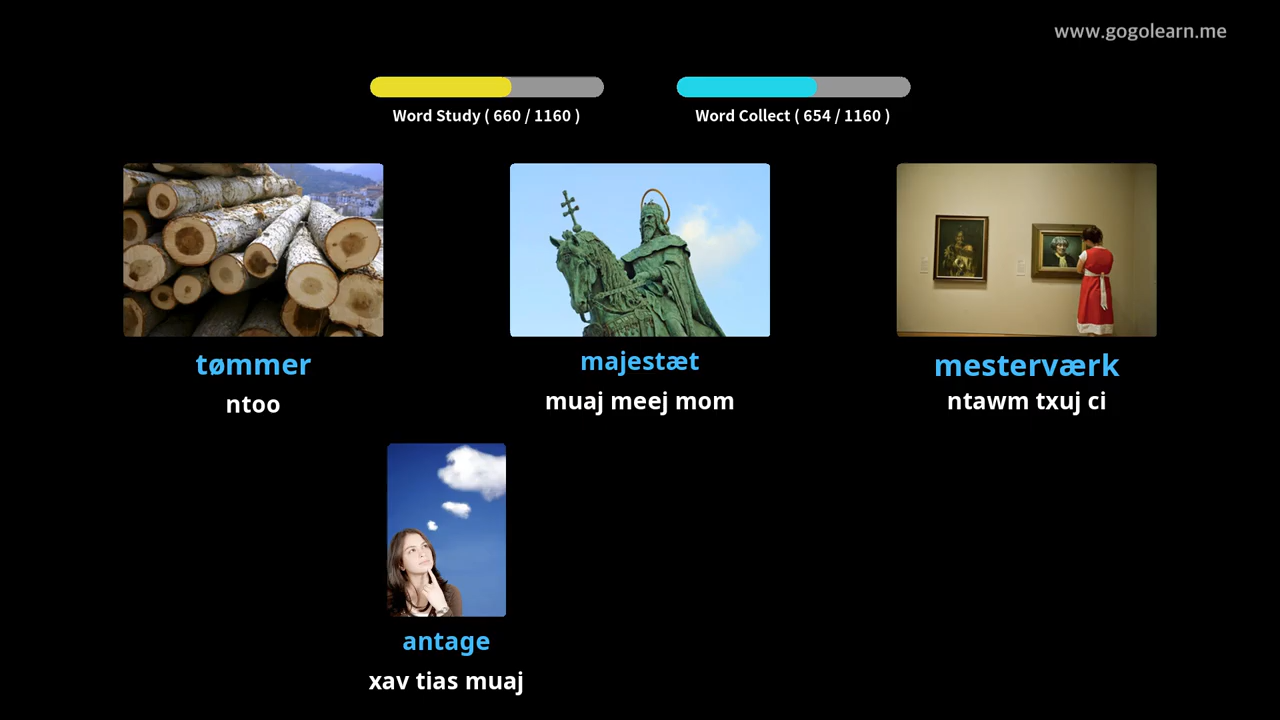 www.gogolearn.me
Word Study ( 660 / 1160 )
Word Collect ( 654 / 1160 )
tømmer
ntoo
majestæt
muaj meej mom
mesterværk
ntawm txuj ci
antage
xav tias muaj